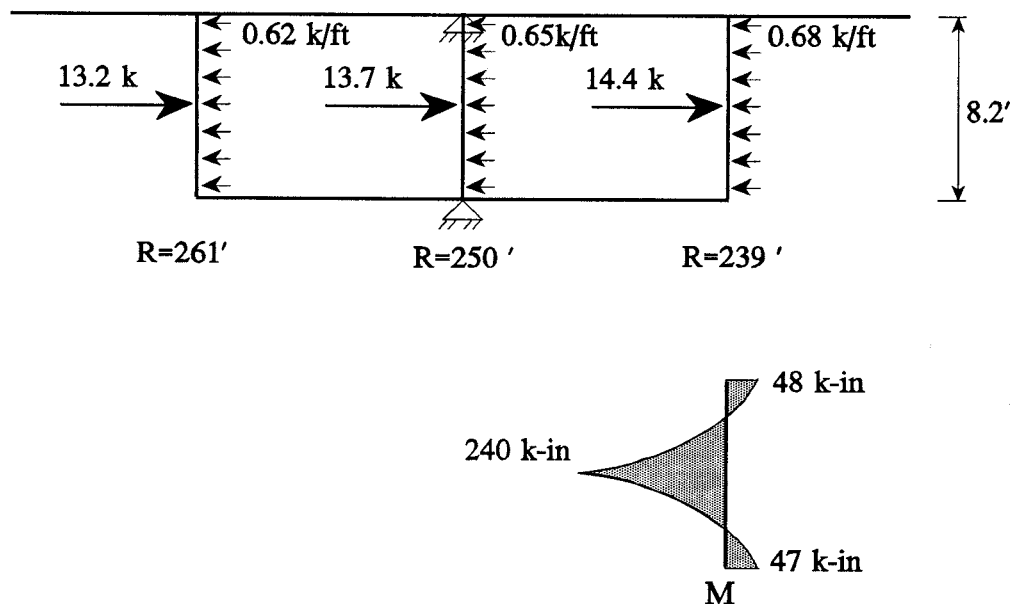 0.62 k/ft
0.65k/ft
0.68 k/ft
13.2 k
13.7 k
14.4 k
8.2′
R=261′
R=250 ′
R=239 ′
48 k-in
240 k-in
47 k-in
M